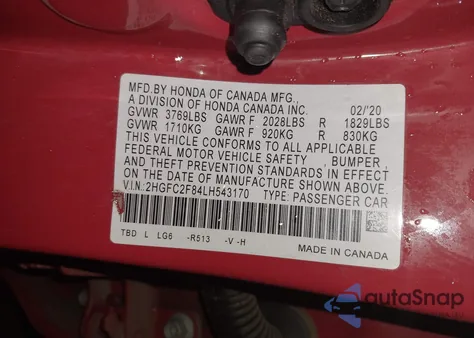 MFD.BY HONDA OF CANADA MFG.,
A DIVISION OF HONDA CANADA INC. 02/'20
GVWR 3769LBS GAWR F 2028LBS R 1829LBS
GVWR 1710KG GAWR F 920KG R 830KG
THIS VEHICLE CONFORMS TO ALL APPLICABLE
FEDERAL MOTOR VEHICLE SAFETY , BUMPER ,
AND THEFT PREVENTION STANDARDS IN EFFECT
ON THE DATE OF MANUFACTURE SHOWN ABOVE.
V.I.N.:2HGFC2F84LH543170 TYPE: PASSENGER CAR
TBD L LG6 -R513 -V -H
MADE IN CANADA
autoSnap